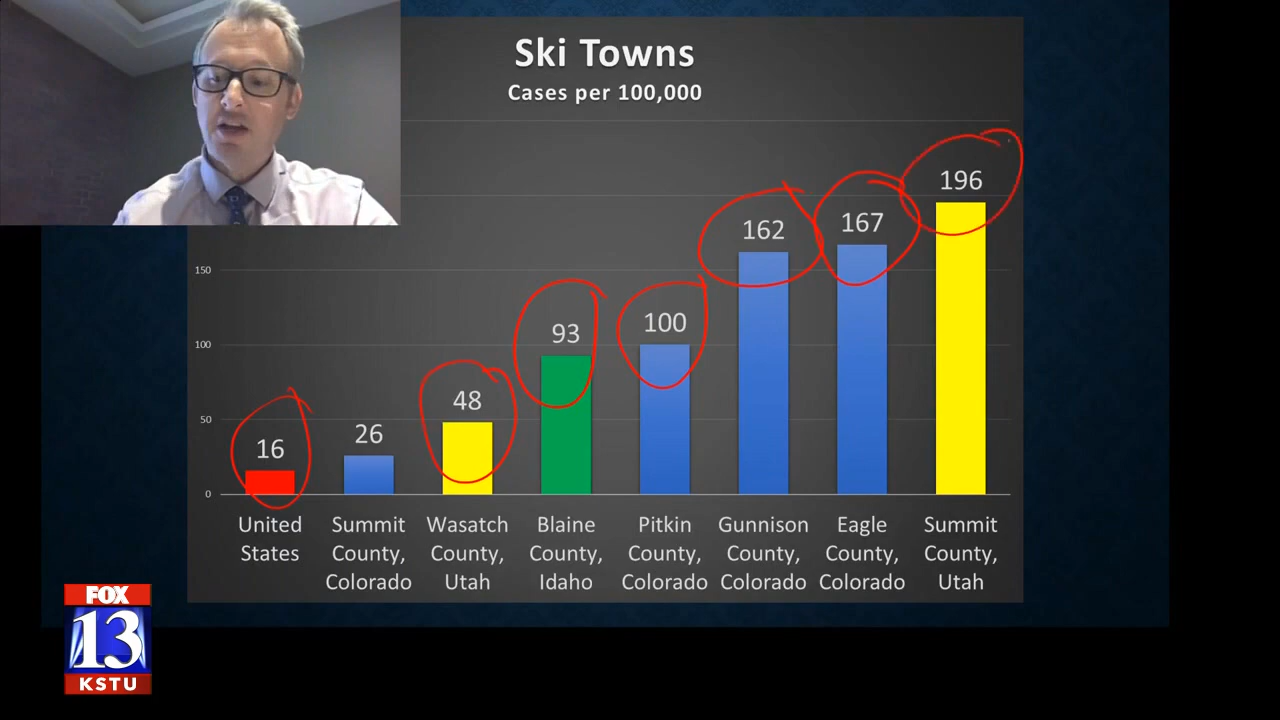 Ski Towns
Cases per 100,000
196
167
162
150
100
93
100
48
50
26
16
0
United States
Summit County, Colorado
Wasatch County, Utah
Blaine County, Idaho
Pitkin County, Colorado
Gunnison County, Colorado
Eagle County, Colorado
Summit County, Utah
FOX
13
KSTU